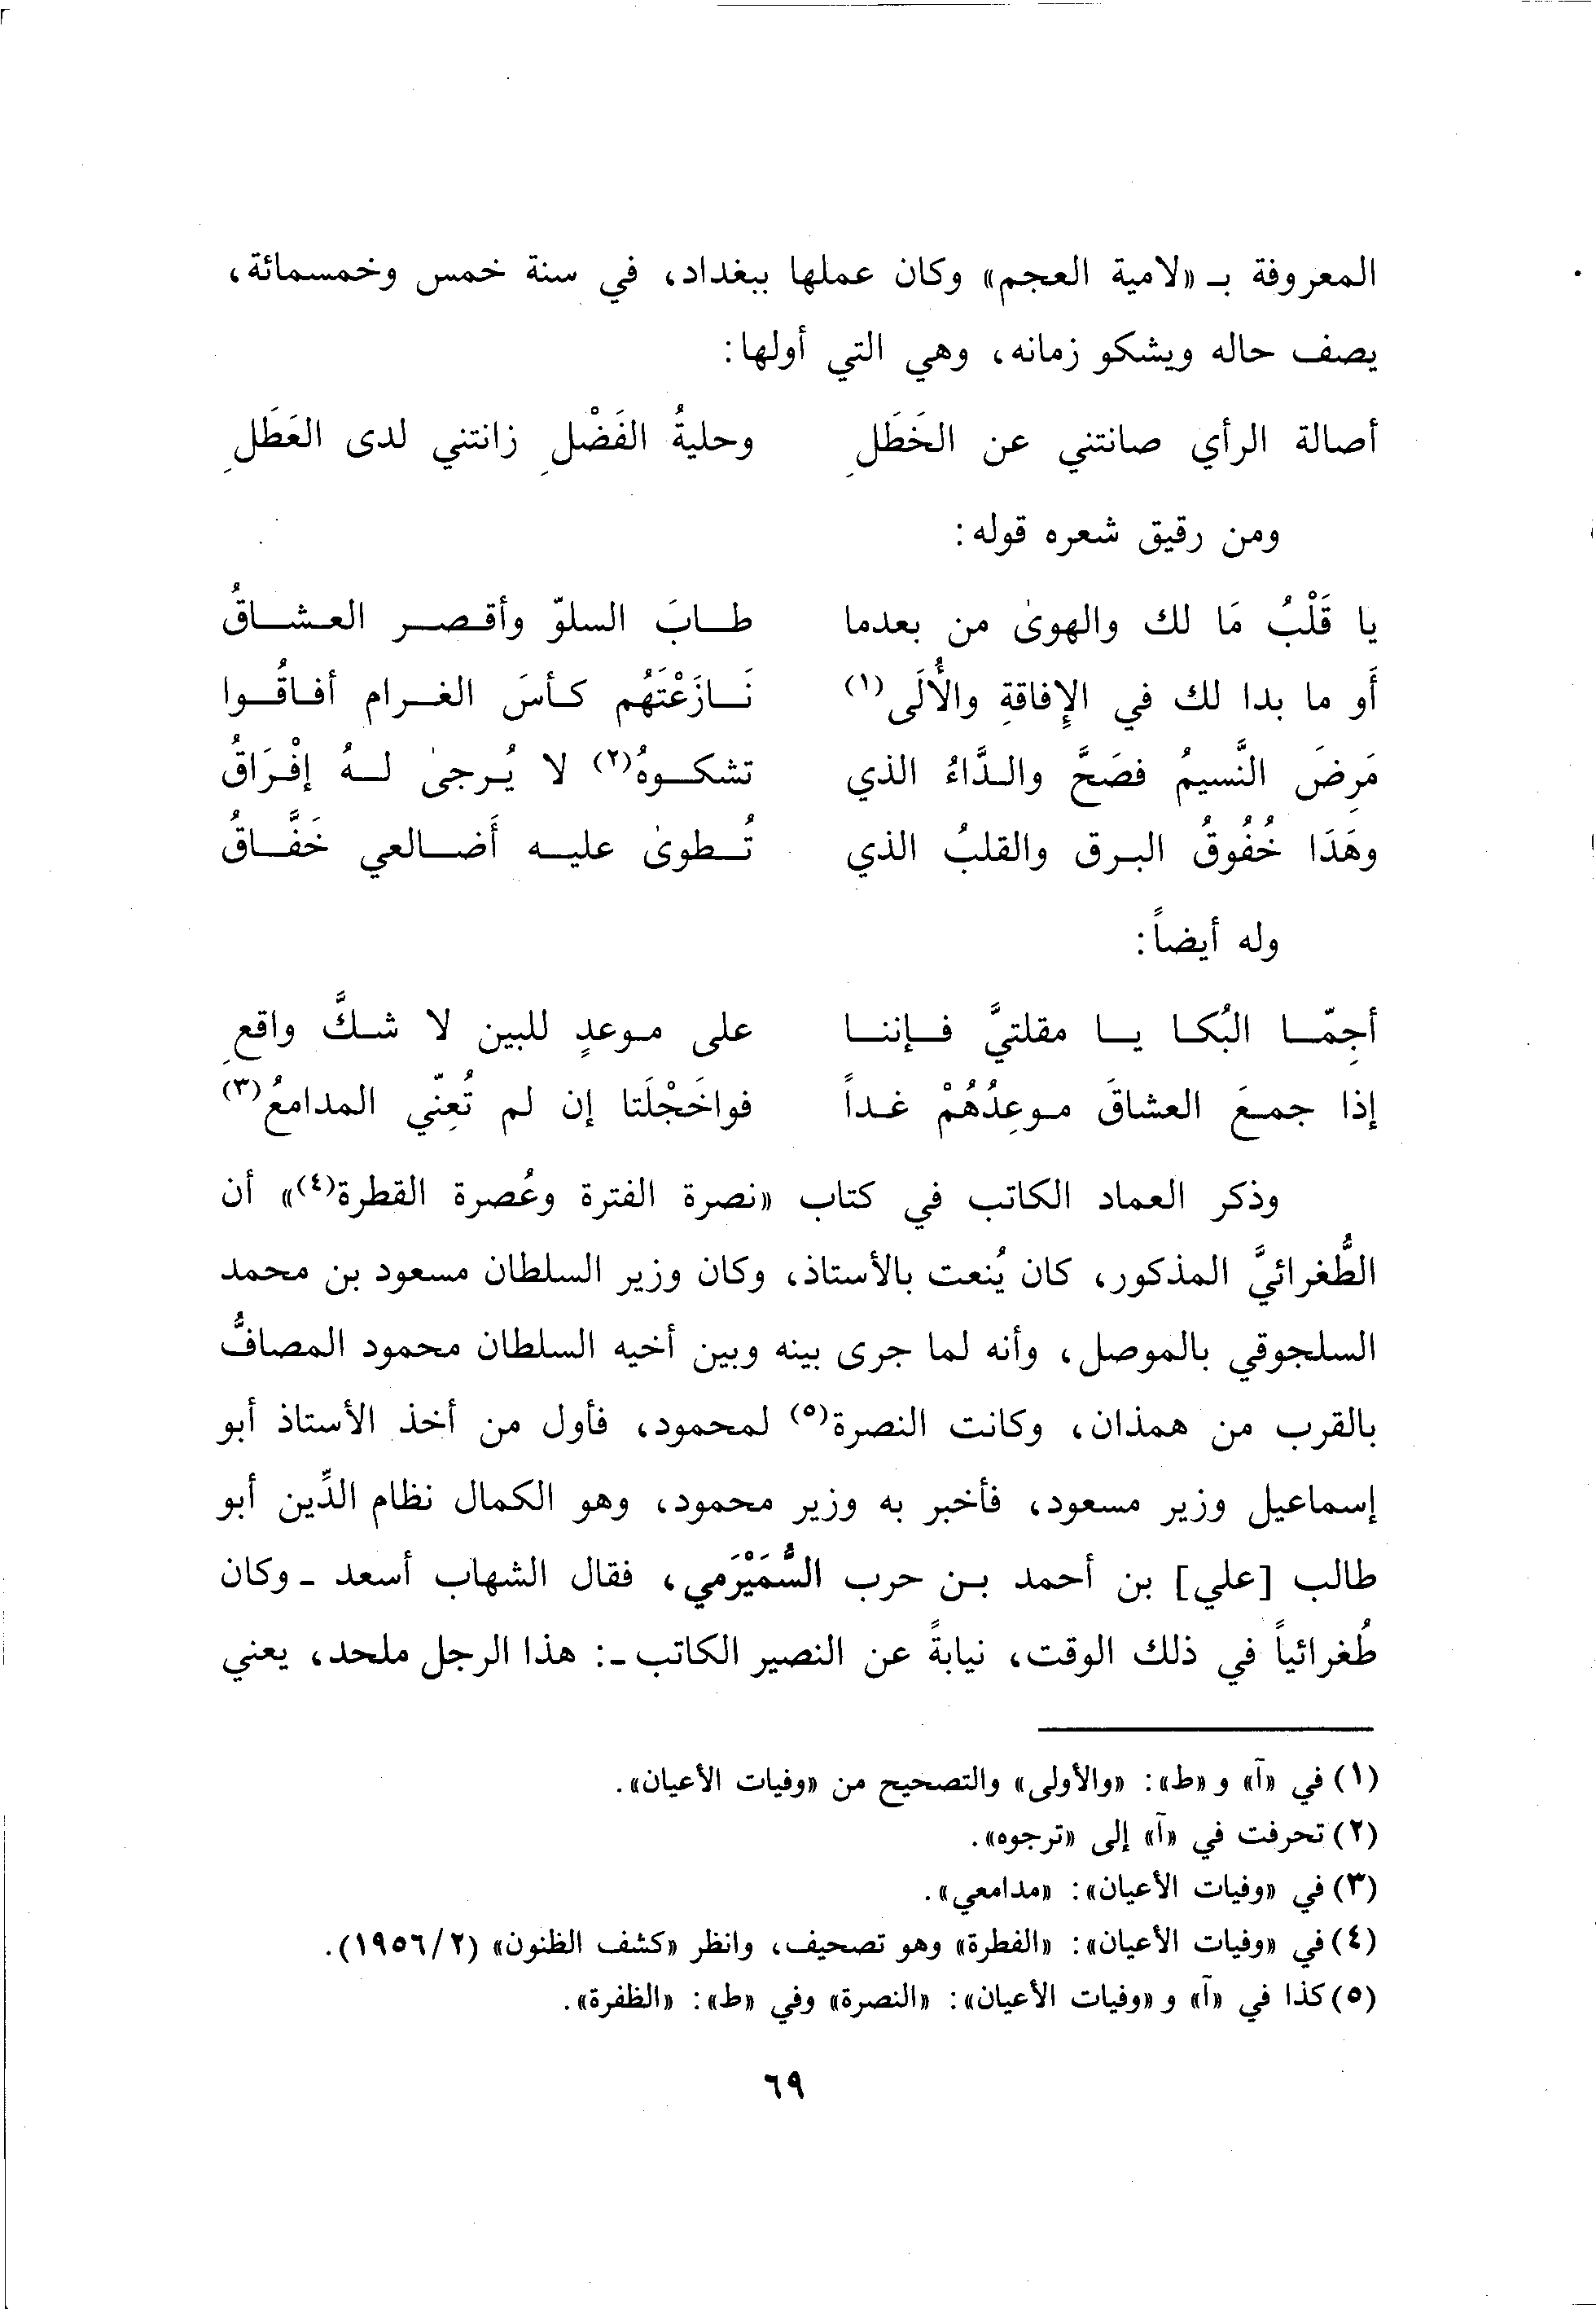 المعروفة بـ «لامية العجم» وكان عملها ببغداد، في سنة خمس وخمسمائة،
يصف حاله ويشكو زمانه، وهي التي أولها:
أصالة الرأي صانتني عن الخَطَلِ وحليةُ الفَضْلِ زانتني لدى العَطَلِ
ومن رقيق شعره قوله:
يا قَلْبُ مَا لك والهوىٰ من بعدما طـابَ السلوّ وأقـصـر العـشـاقُ
أَو ما بدا لك في الإِفاقةِ والأُلَى(١) نَـازَعْتَهُم كـأسَ الغـرام أفـاقُـوا
مَرِضَ النَّسيمُ فصَحَّ والـدَّاءُ الذي تشكـوهُ(٢) لا يُـرجىٰ لـهُ إفْـرَاقُ
وهَذَا خُفُوقُ البـرق والقلبُ الذي تُـطوىٰ عليـه أَضـالعي خَفَّـاقُ
وله أيضاً:
أجِمّـا البُكـا يـا مقلتيَّ فـإننـا على مـوعدٍ للبين لا شـكَّ واقعِ
إذا جمـعَ العشاقَ مـوعِدُهُمْ غـداً فواخَجْلَتا إن لم تُعِنّي المدامعُ(٣)
وذكر العماد الكاتب في كتاب «نصرة الفترة وعُصرة القطرة(٤)» أن
الطُّغرائيَّ المذكور، كان يُنعت بالأستاذ، وكان وزير السلطان مسعود بن محمد
السلجوقي بالموصل، وأنه لما جرى بينه وبين أخيه السلطان محمود المصافُّ
بالقرب من همذان، وكانت النصرة(٥) لمحمود، فأول من أخذ الأستاذ أبو
إسماعيل وزير مسعود، فأخبر به وزير محمود، وهو الكمال نظام الدِّين أبو
طالب [علي] بن أحمد بـن حرب السُّمَيْرَمي، فقال الشهاب أسعد ـ وكان
طُغرائياً في ذلك الوقت، نيابةً عن النصير الكاتب ـ: هذا الرجل ملحد، يعني
(١) في «آ» و «ط»: «والأولى» والتصحيح من «وفيات الأعيان».
(٢) تحرفت في «آ» إلى «ترجوه».
(٣) في «وفيات الأعيان»: «مدامعي».
(٤) في «وفيات الأعيان»: «الفطرة» وهو تصحيف، وانظر «كشف الظنون» (١٩٥٦/٢).
(٥) كذا في «آ» و «وفيات الأعيان»: «النصرة» وفي «ط»: «الظفرة».
٦٩